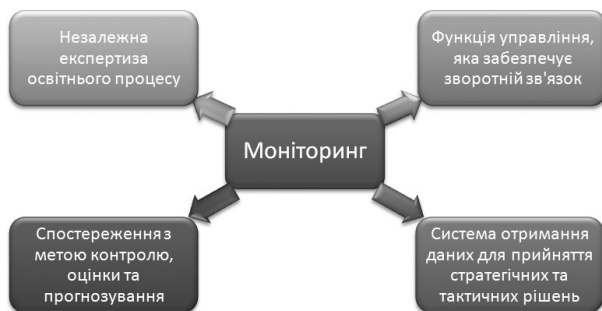 Незалежна
експертиза
освітнього процесу
Функція управління,
яка забезпечує
зворотній зв'язок
Моніторинг
Спостереження з
метою контролю,
оцінки та
прогнозування
Система отримання
даних для прийняття
стратегічних та
тактичних рішень